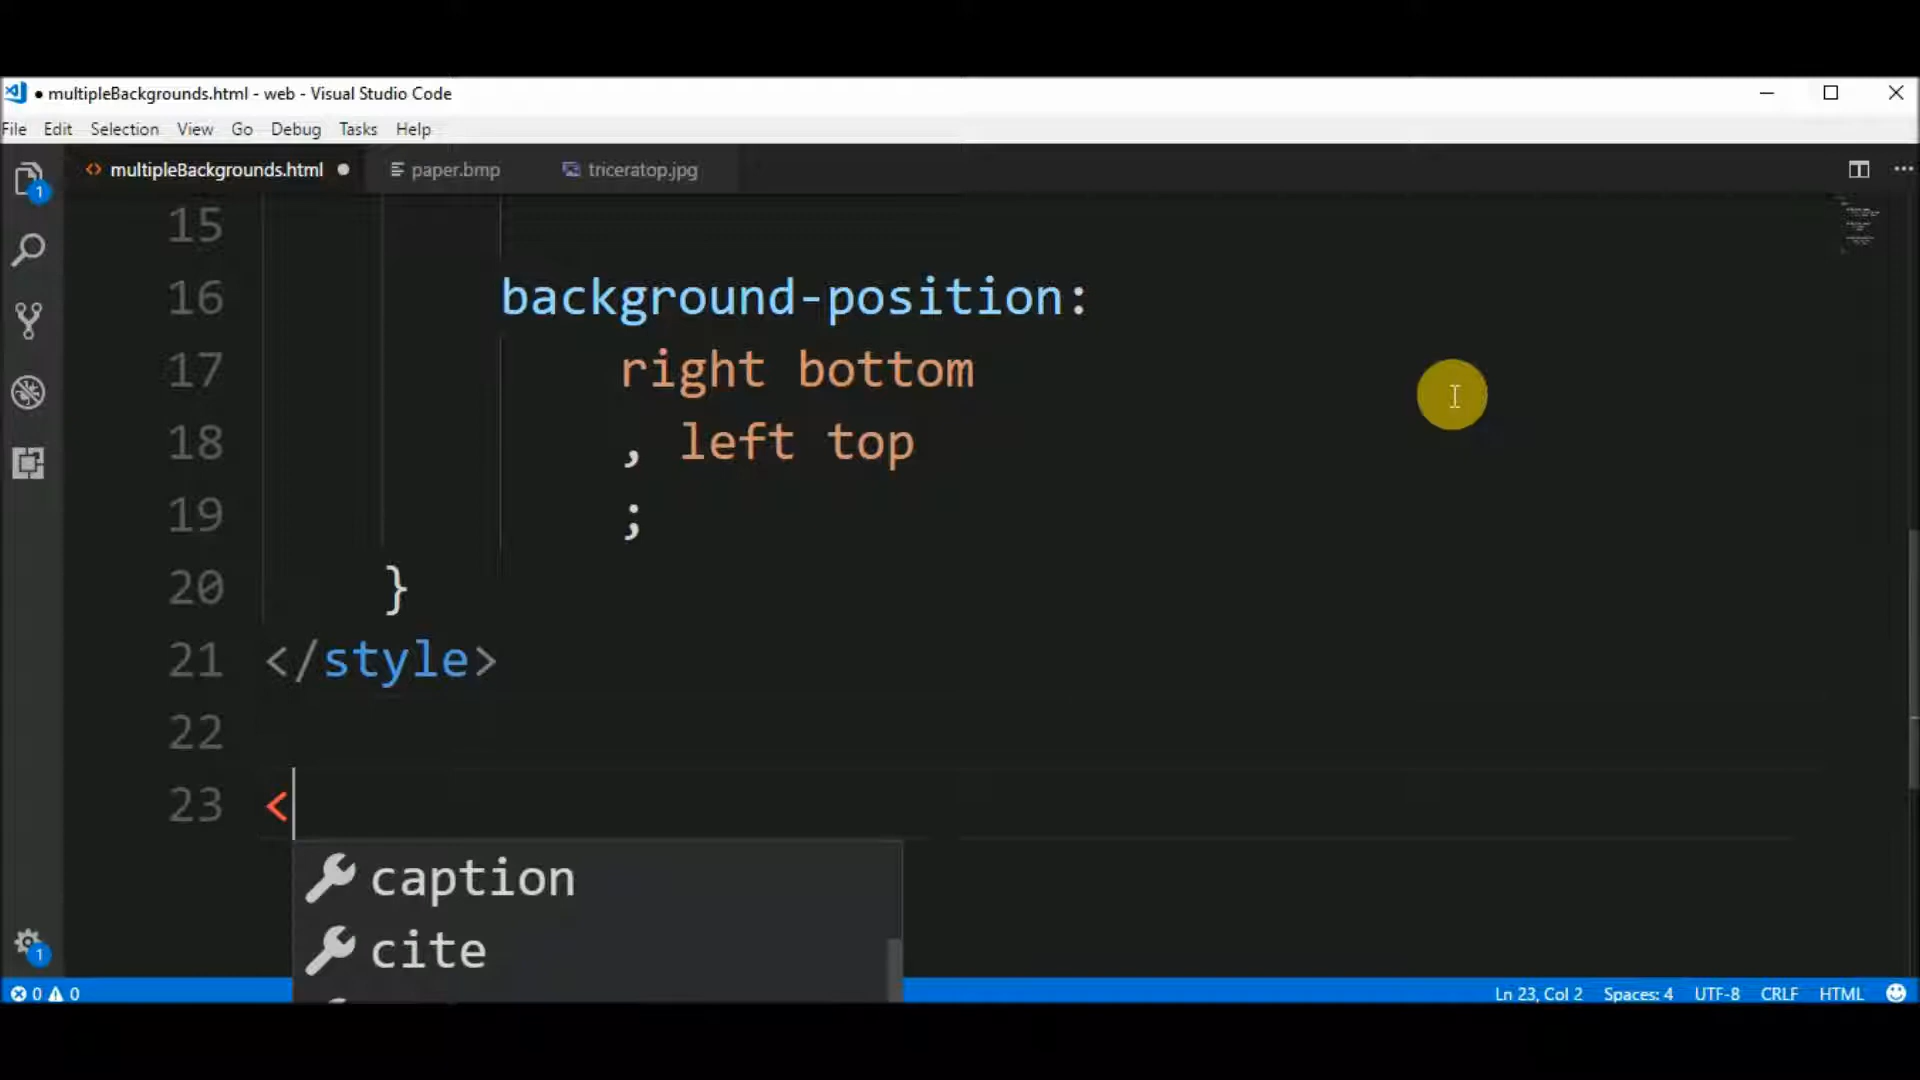 ● multipleBackgrounds.html - web - Visual Studio Code
File Edit Selection View Go Debug Tasks Help
<> multipleBackgrounds.html ● paper.bmp triceratop.jpg ...
1
15
16 background-position:
17 right bottom
18 , left top
19 ;
20 }
21 </style>
22
23 <
caption
cite
1
0 0 Ln 23, Col 2 Spaces: 4 UTF-8 CRLF HTML